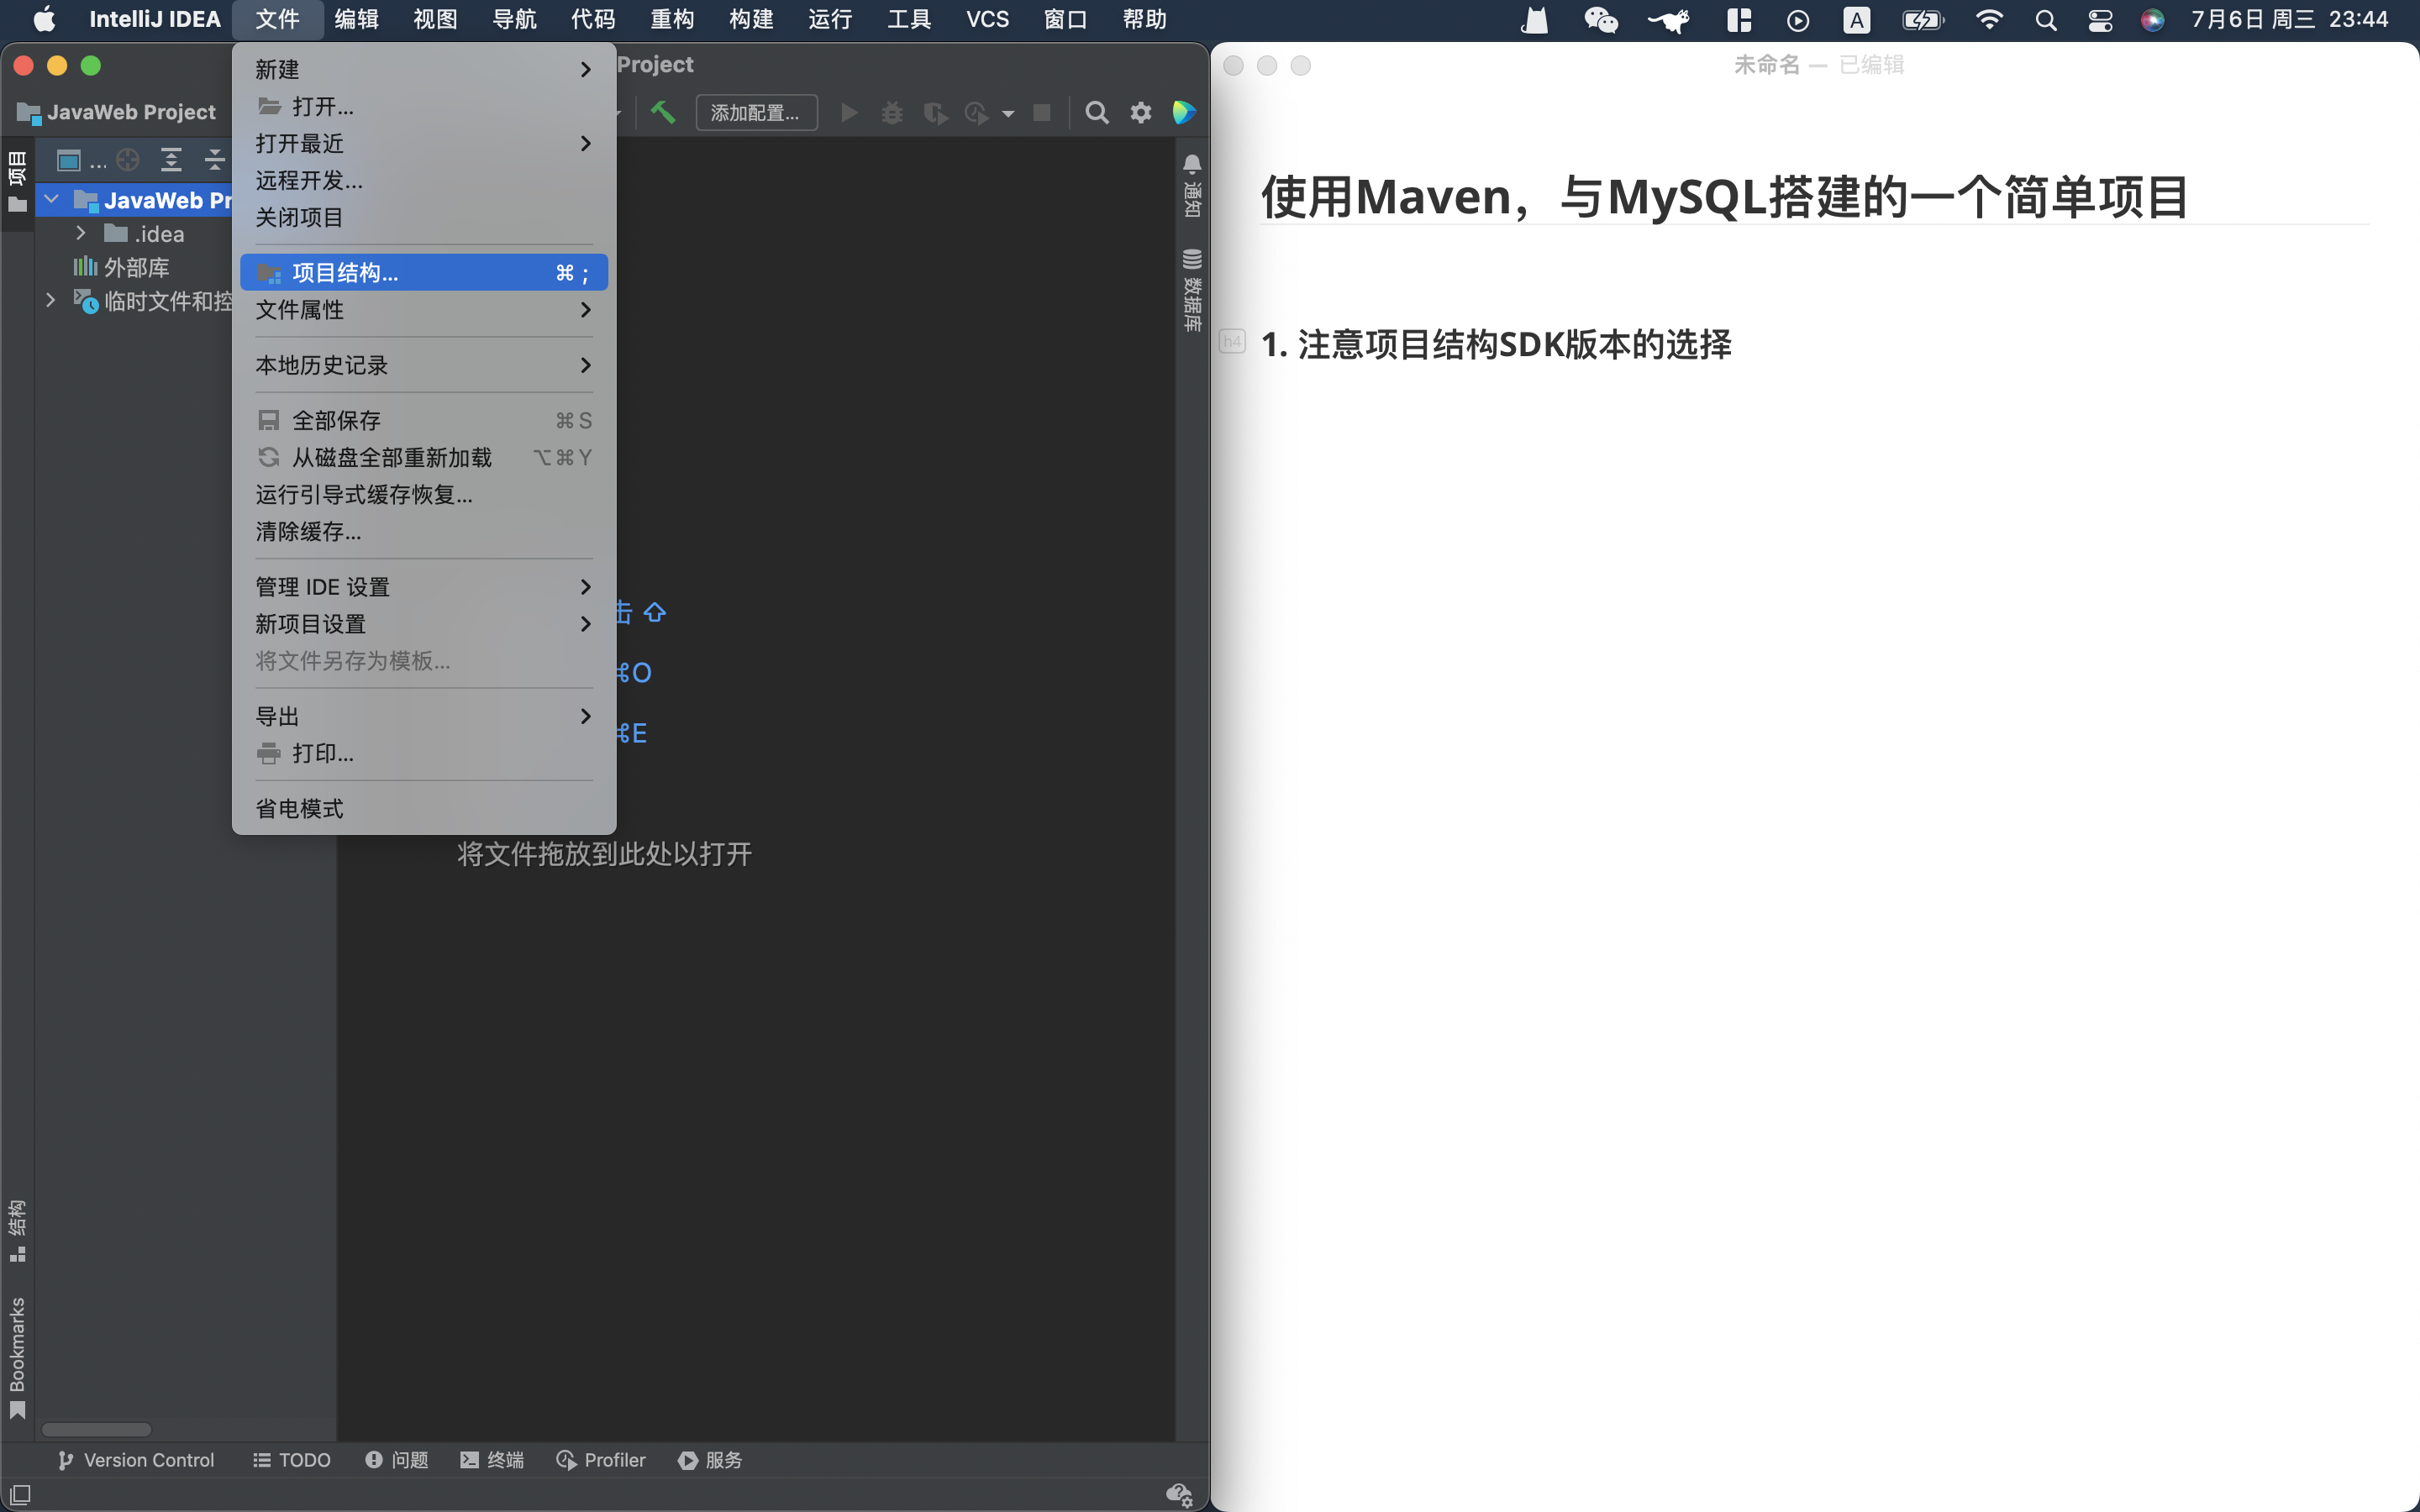 IntelliJ IDEA 文件 编辑 视图 导航 代码 重构 构建 运行 工具 VCS 窗口 帮助 A 7月6日 周三 23:44
Project
JavaWeb Project
添加配置...
项目
...
JavaWeb Pr
.idea
外部库
临时文件和控
新建
打开...
打开最近
远程开发...
关闭项目
项目结构... ⌘ ;
文件属性
本地历史记录
全部保存 ⌘ S
从磁盘全部重新加载 ⌥ ⌘ Y
运行引导式缓存恢复...
清除缓存...
管理 IDE 设置
新项目设置
将文件另存为模板...
导出
打印...
省电模式
击 ⇧
⌘O
⌘E
将文件拖放到此处以打开
通知
数据库
结构
Bookmarks
Version Control TODO 问题 终端 Profiler 服务
未命名 — 已编辑
使用Maven，与MySQL搭建的一个简单项目
h4
1. 注意项目结构SDK版本的选择